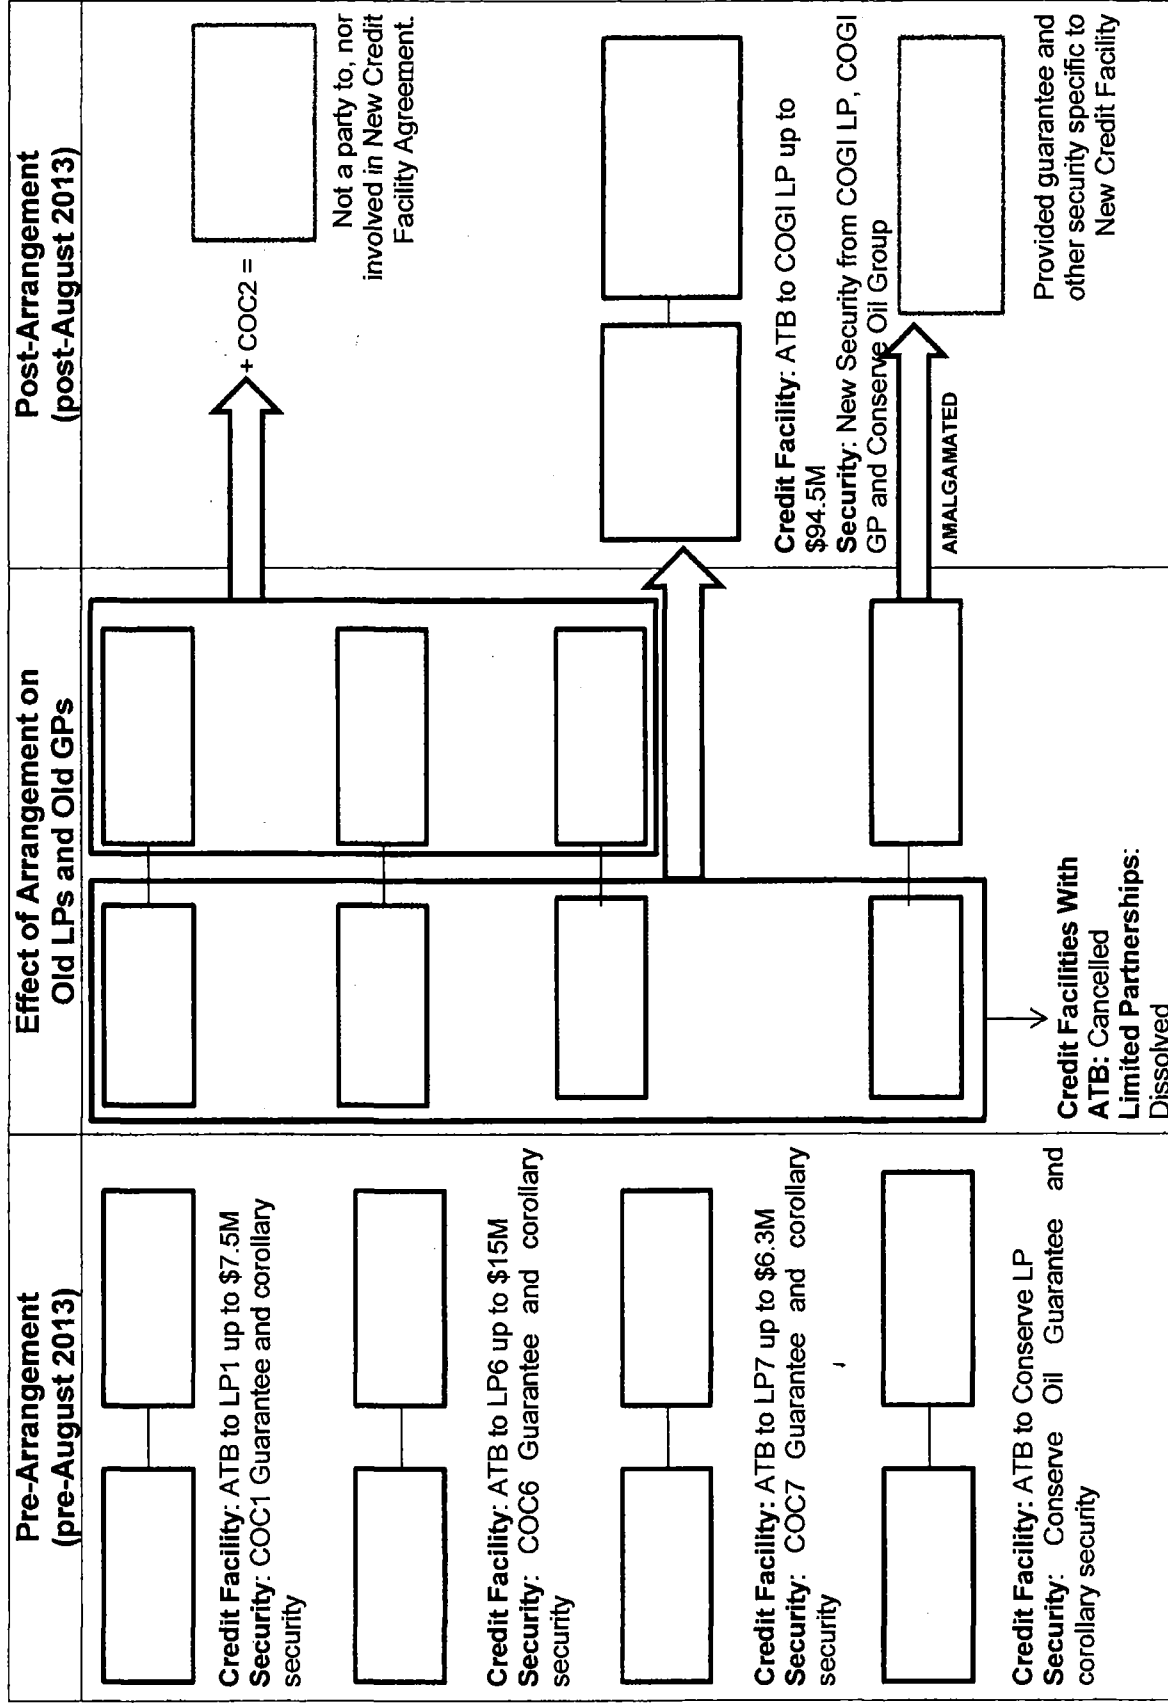 Pre-Arrangement
(pre-August 2013)
Credit Facility: ATB to LP1 up to $7.5M
Security: COC1 Guarantee and corollary
security
Credit Facility: ATB to LP6 up to $15M
Security: COC6 Guarantee and corollary
security
Credit Facility: ATB to LP7 up to $6.3M
Security: COC7 Guarantee and corollary
security
Credit Facility: ATB to Conserve LP
Security: Conserve Oil Guarantee and
corollary security
Effect of Arrangement on
Old LPs and Old GPs
Credit Facilities With
ATB: Cancelled
Limited Partnerships:
Dissolved
Post-Arrangement
(post-August 2013)
+ COC2 =
Not a party to, nor
involved in New Credit
Facility Agreement.
Credit Facility: ATB to COGI LP up to
$94.5M
Security: New Security from COGI LP, COGI
GP and Conserve Oil Group
AMALGAMATED
Provided guarantee and
other security specific to
New Credit Facility